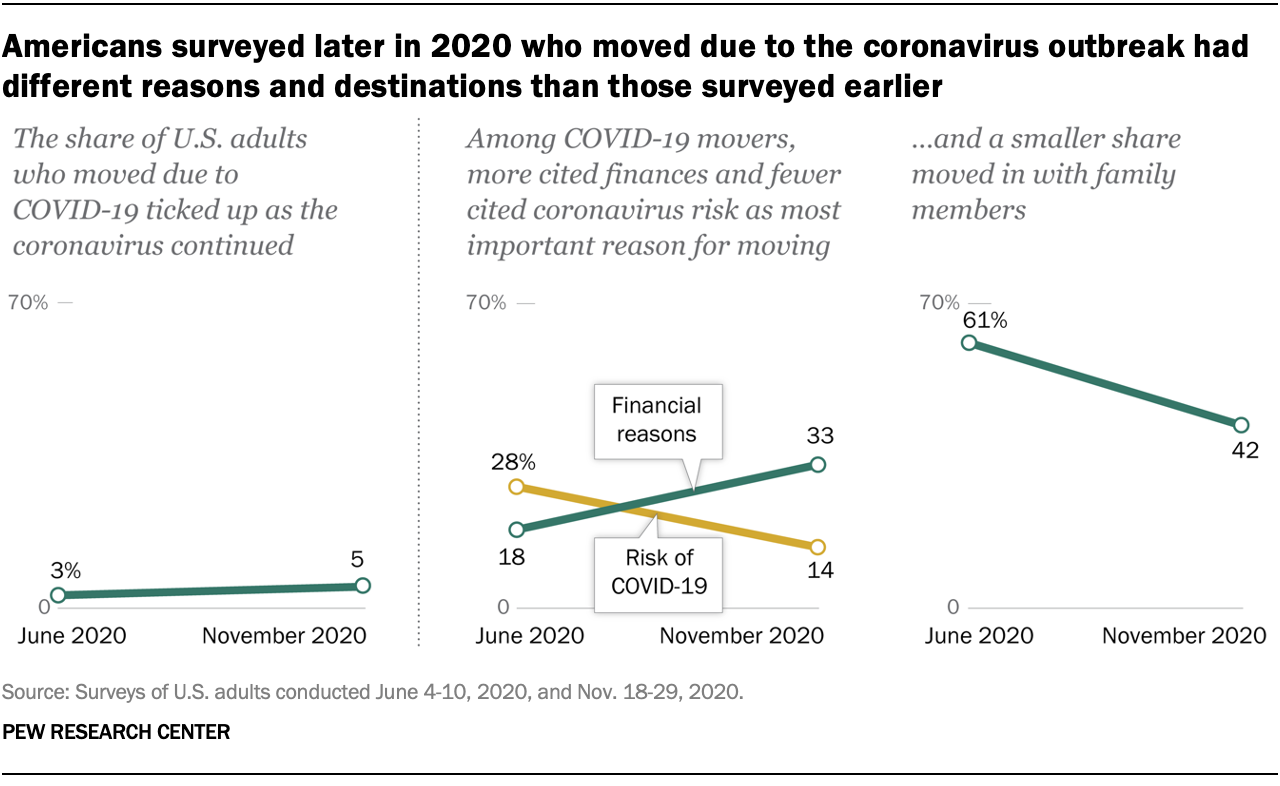 Americans surveyed later in 2020 who moved due to the coronavirus outbreak had
different reasons and destinations than those surveyed earlier
The share of U.S. adults
who moved due to
COVID-19 ticked up as the
coronavirus continued
70%
3%
5
0
June 2020 November 2020
Among COVID-19 movers,
more cited finances and fewer
cited coronavirus risk as most
important reason for moving
70%
Financial
reasons
33
28%
18
Risk of
COVID-19
14
0
June 2020 November 2020
...and a smaller share
moved in with family
members
70%
61%
42
0
June 2020 November 2020
Source: Surveys of U.S. adults conducted June 4-10, 2020, and Nov. 18-29, 2020.
PEW RESEARCH CENTER